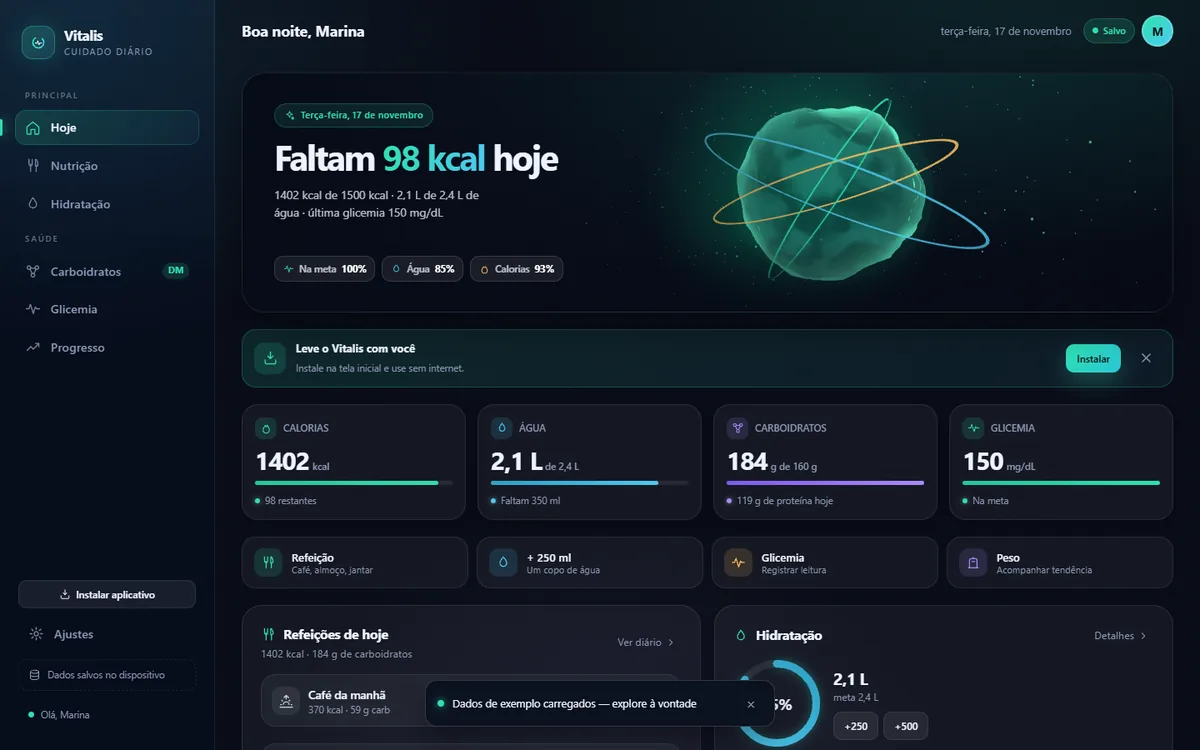 Vitalis
CUIDADO DIÁRIO
PRINCIPAL
Hoje
Nutrição
Hidratação
SAÚDE
Carboidratos DM
Glicemia
Progresso
Instalar aplicativo
Ajustes
Dados salvos no dispositivo
Olá, Marina
Boa noite, Marina
terça-feira, 17 de novembro
Salvo
M
Terça-feira, 17 de novembro
Faltam 98 kcal hoje
1402 kcal de 1500 kcal · 2,1 L de 2,4 L de
água · última glicemia 150 mg/dL
Na meta 100%
Água 85%
Calorias 93%
Leve o Vitalis com você
Instale na tela inicial e use sem internet.
Instalar
CALORIAS
1402 kcal
98 restantes
ÁGUA
2,1 L de 2,4 L
Faltam 350 ml
CARBOIDRATOS
184 g de 160 g
119 g de proteína hoje
GLICEMIA
150 mg/dL
Na meta
Refeição
Café, almoço, jantar
+ 250 ml
Um copo de água
Glicemia
Registrar leitura
Peso
Acompanhar tendência
Refeições de hoje
1402 kcal · 184 g de carboidratos
Ver diário
Café da manhã
370 kcal · 59 g carb
Hidratação
Detalhes
5%
2,1 L
meta 2,4 L
+250
+500
Dados de exemplo carregados — explore à vontade